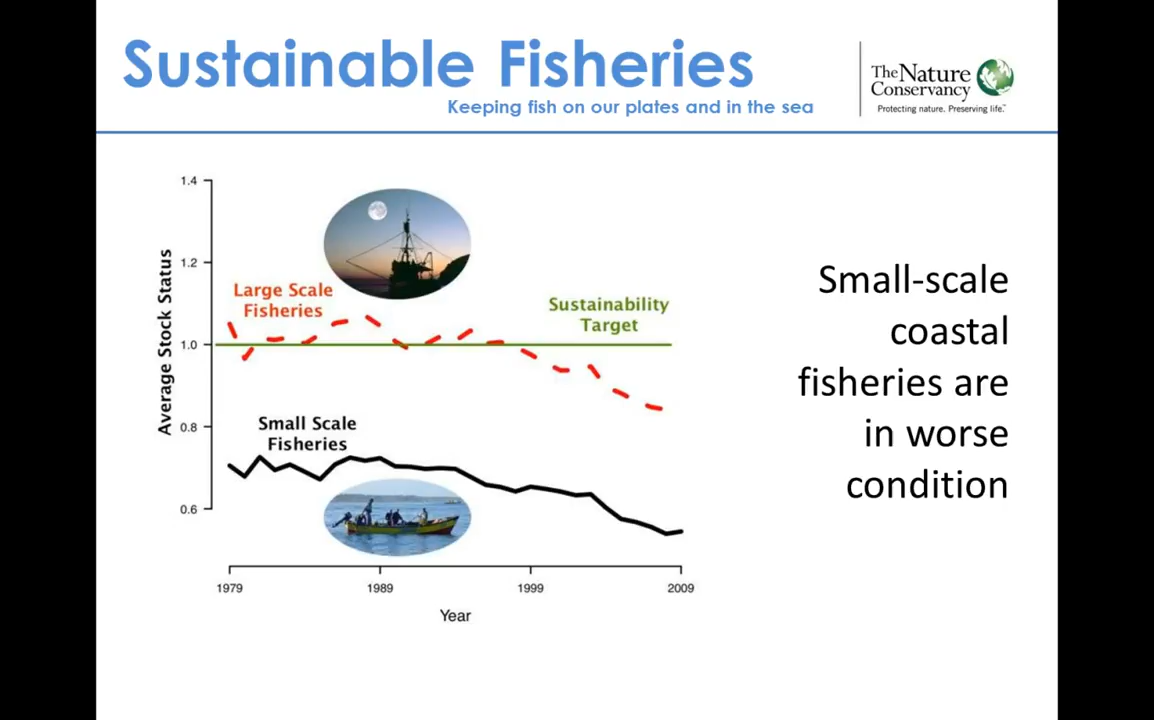 Sustainable Fisheries
Keeping fish on our plates and in the sea
The Nature
Conservancy
Protecting nature. Preserving life.™
Average Stock Status
1.4
1.2
1.0
0.8
0.6
Large Scale
Fisheries
Sustainability
Target
Small Scale
Fisheries
1979
1989
1999
2009
Year
Small-scale
coastal
fisheries are
in worse
condition